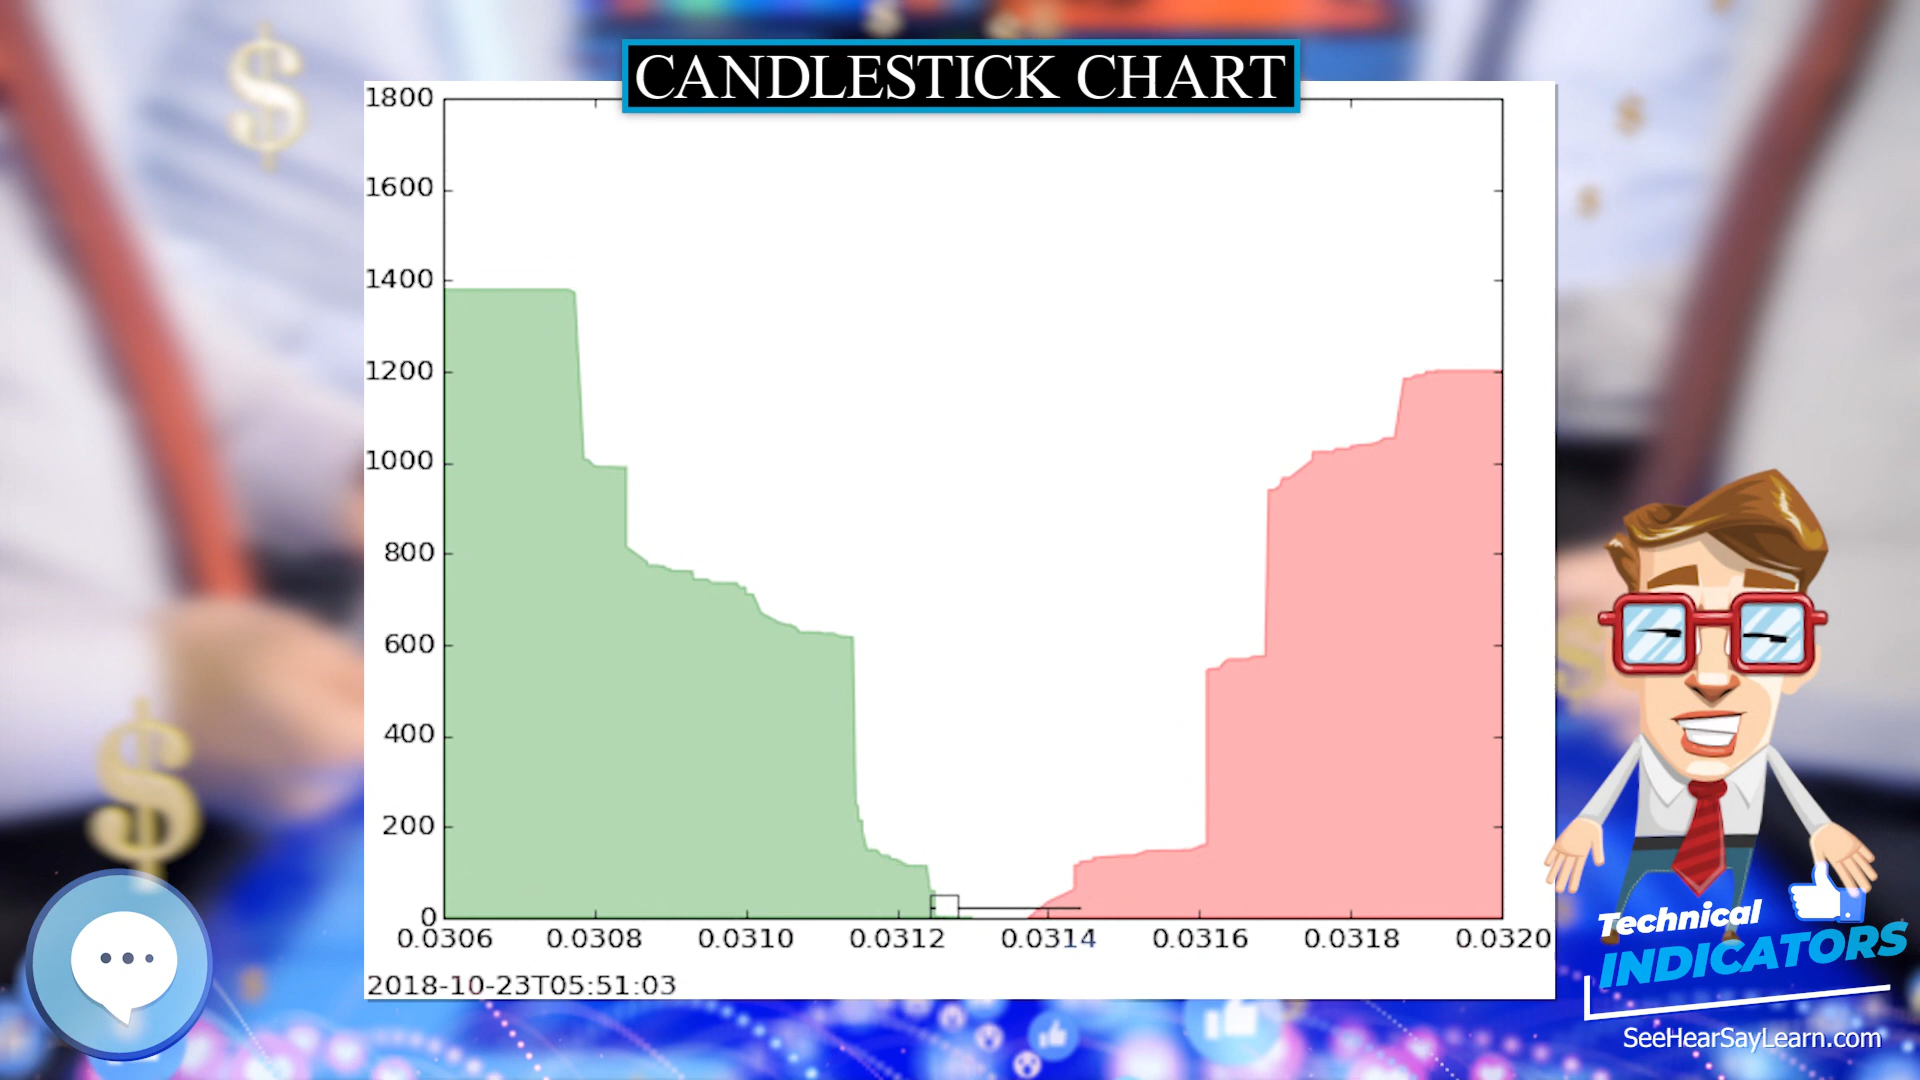 CANDLESTICK CHART
1800
1600
1400
1200
1000
800
600
400
200
0
0.0306 0.0308 0.0310 0.0312 0.0314 0.0316 0.0318 0.0320
2018-10-23T05:51:03
Technical
INDICATORS
SeeHearSayLearn.com
$
$
$
$
$